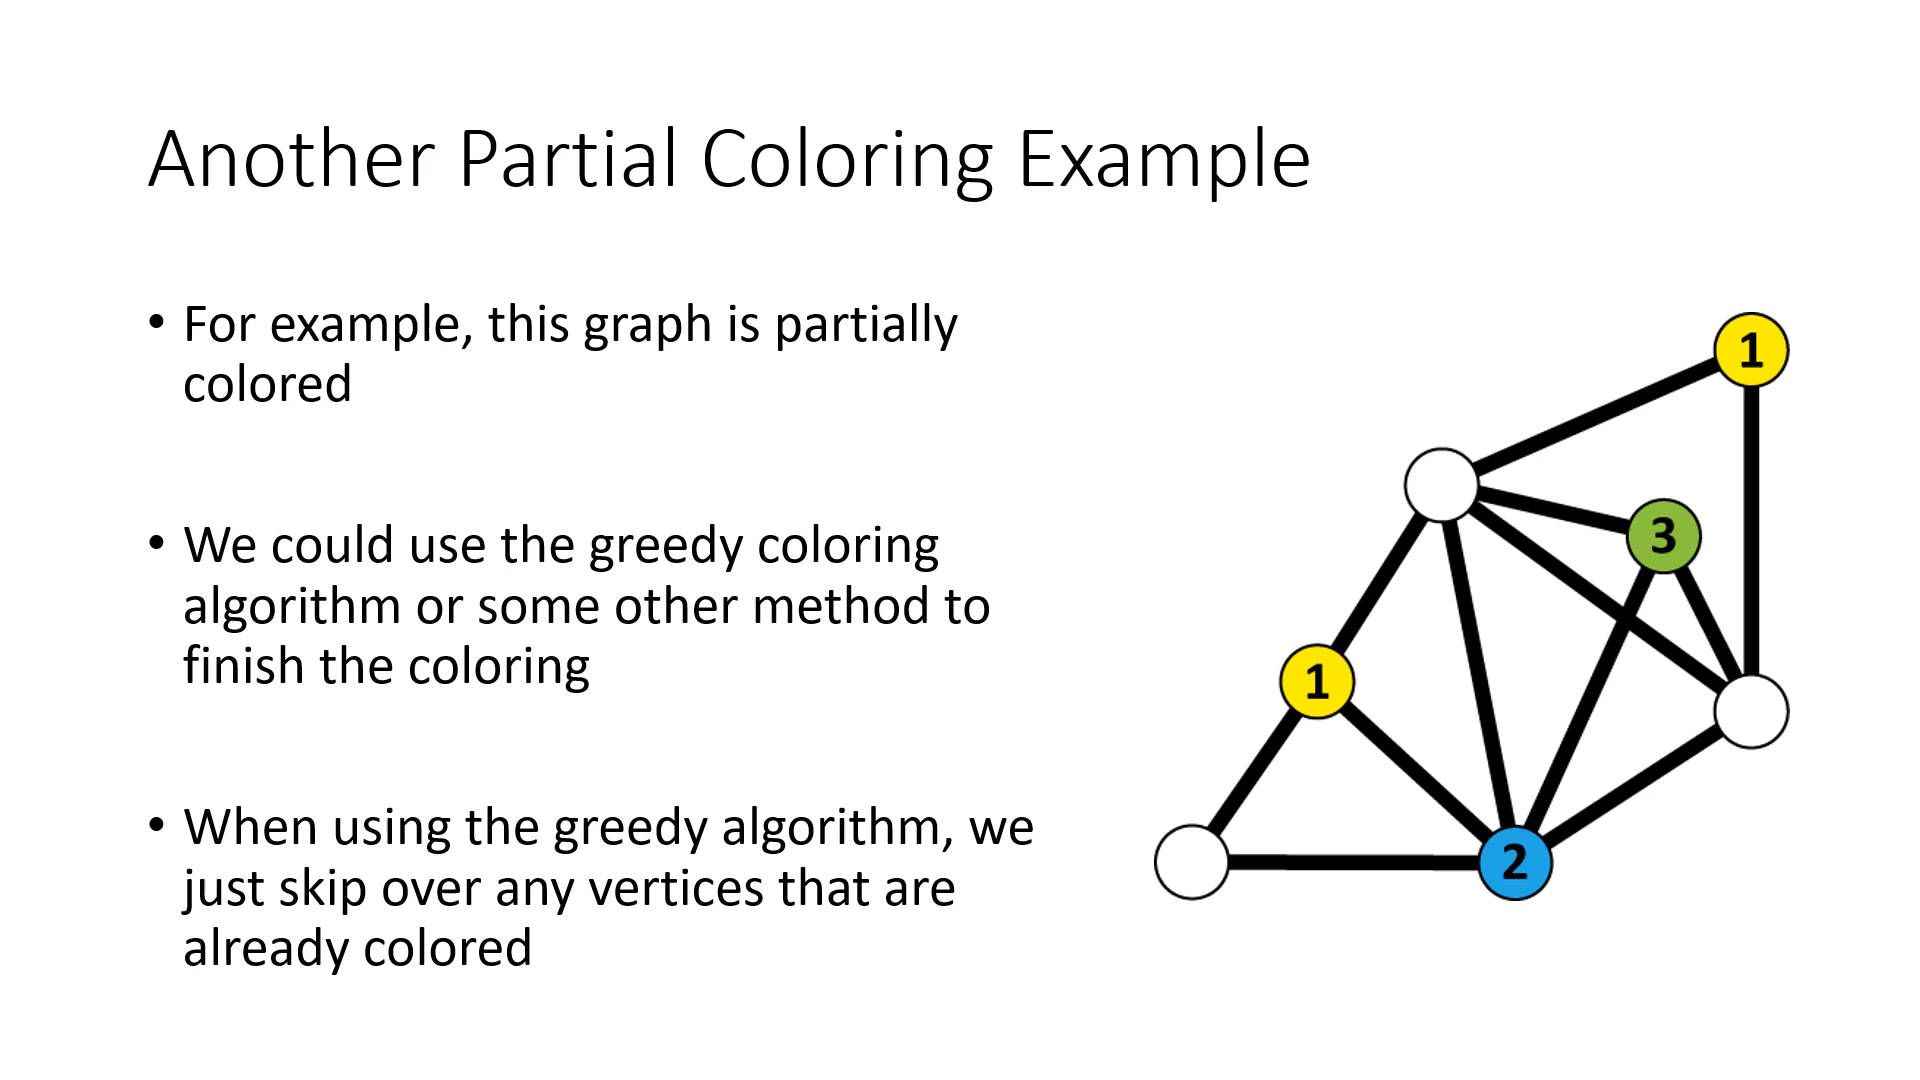 Another Partial Coloring Example
• For example, this graph is partially
colored
• We could use the greedy coloring
algorithm or some other method to
finish the coloring
• When using the greedy algorithm, we
just skip over any vertices that are
already colored
1
3
1
2